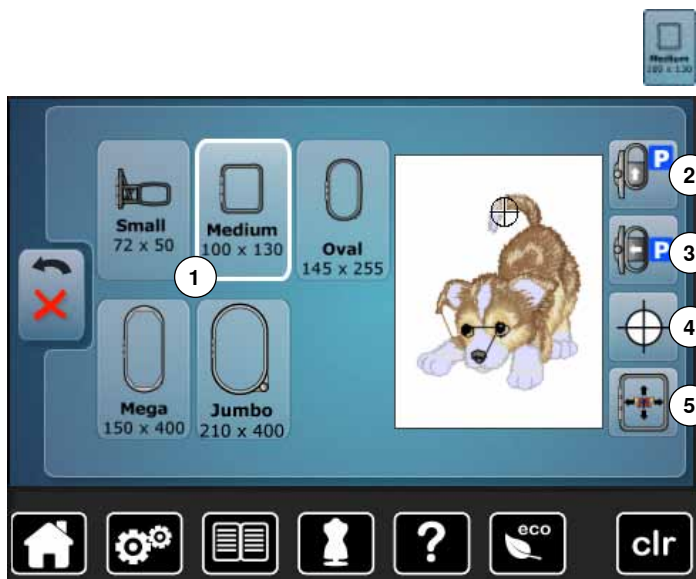 Medium
100 x 130
P
2
Small
72 x 50
Medium
100 x 130
Oval
145 x 255
1
P
3
4
Mega
150 x 400
Jumbo
210 x 400
5
?
eco
clr